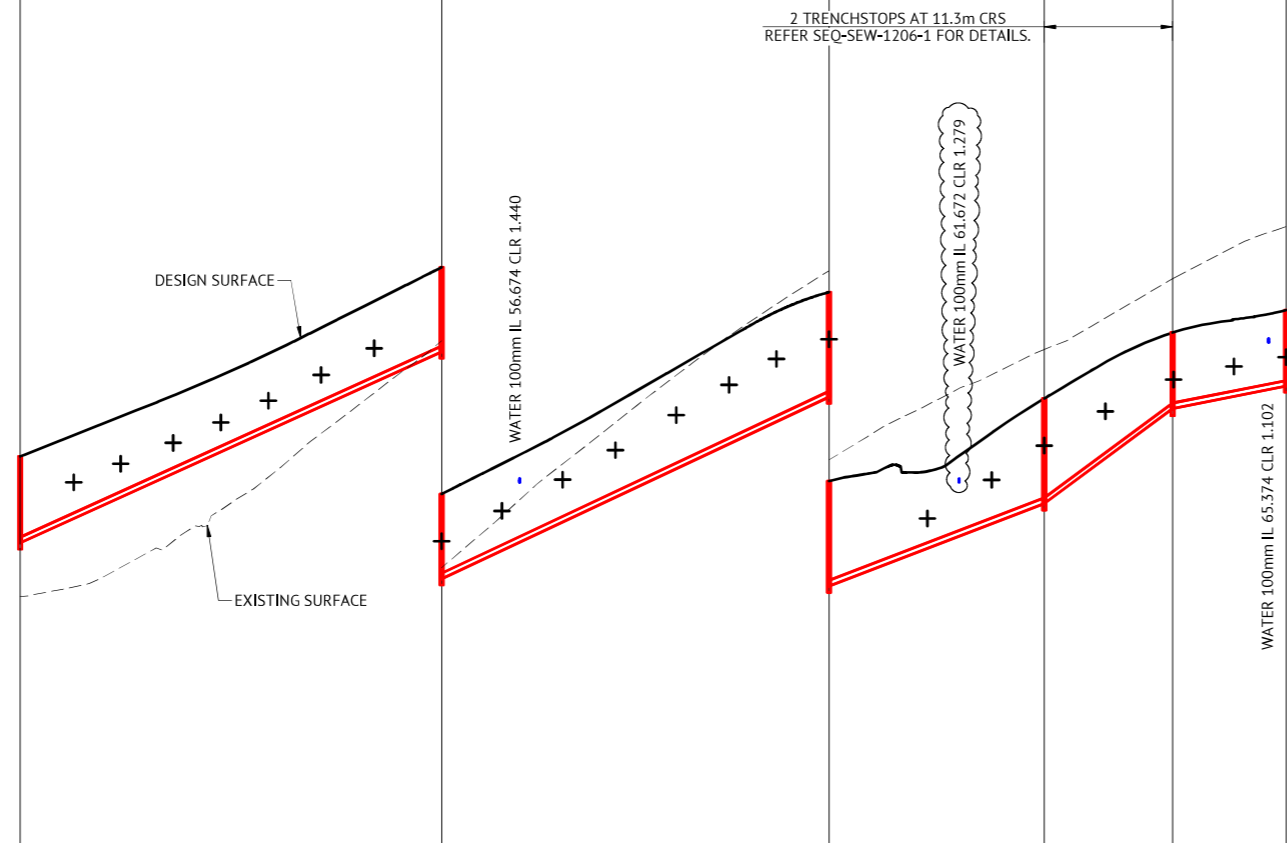 2 TRENCHSTOPS AT 11.3m CRS
REFER SEQ-SEW-1206-1 FOR DETAILS.
WATER 100mm IL 61.672 CLR 1.279
WATER 100mm IL 56.674 CLR 1.440
DESIGN SURFACE
EXISTING SURFACE
WATER 100mm IL 65.374 CLR 1.102